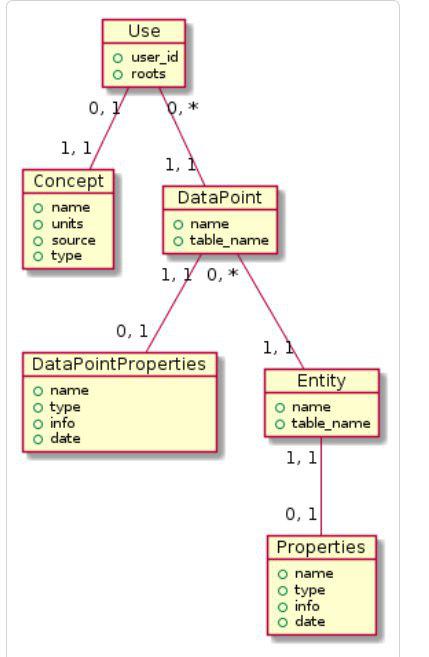 Use
user_id
roots
0, 1
0, *
1, 1
1, 1
Concept
name
units
source
type
DataPoint
name
table_name
1, 1
0, *
0, 1
1, 1
DataPointProperties
name
type
info
date
Entity
name
table_name
1, 1
0, 1
Properties
name
type
info
date